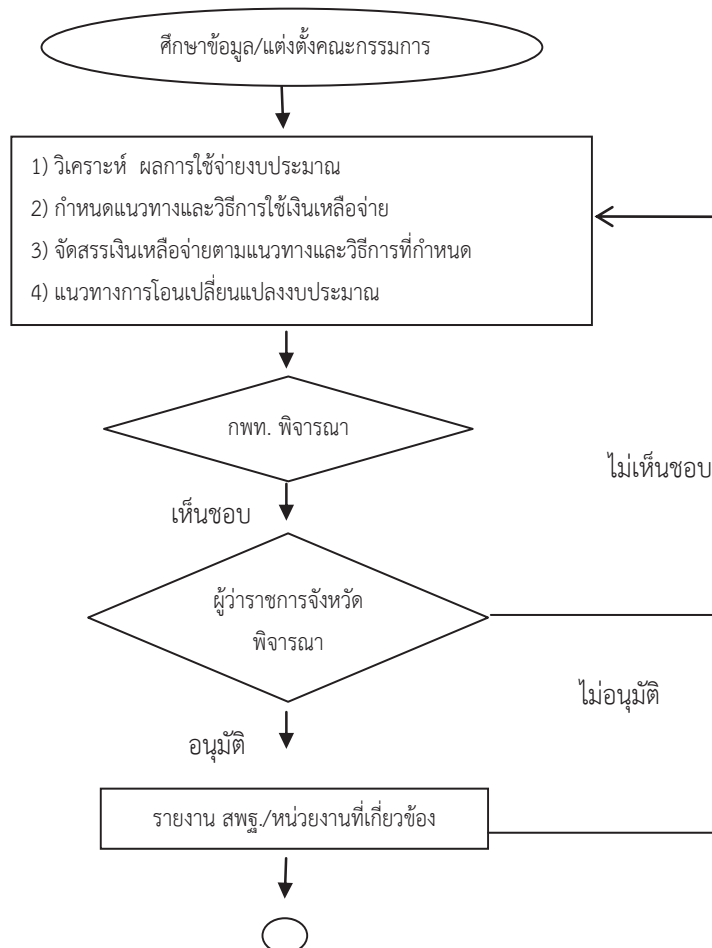 ศึกษาข้อมูล/แต่งตั้งคณะกรรมการ
1) วิเคราะห์ ผลการใช้จ่ายงบประมาณ
2) กำหนดแนวทางและวิธีการใช้เงินเหลือจ่าย
3) จัดสรรเงินเหลือจ่ายตามแนวทางและวิธีการที่กำหนด
4) แนวทางการโอนเปลี่ยนแปลงงบประมาณ
กพท. พิจารณา
ไม่เห็นชอบ
เห็นชอบ
ผู้ว่าราชการจังหวัด
พิจารณา
ไม่อนุมัติ
อนุมัติ
รายงาน สพฐ./หน่วยงานที่เกี่ยวข้อง